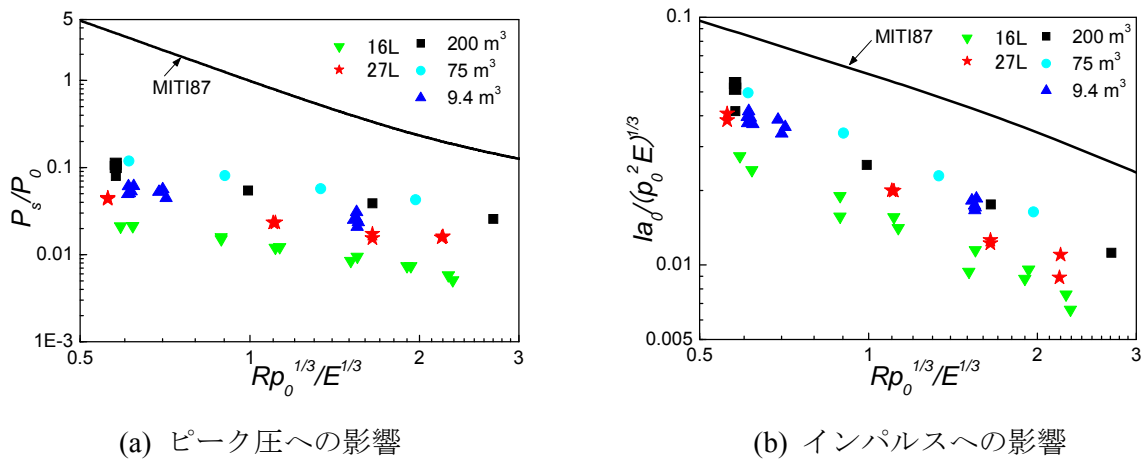 5
1
0.1
0.01
1E-3
0.5
1
2
3
P_s/P_0
Rp_0^{1/3}/E^{1/3}
MITI87
16L
27L
200 m^3
75 m^3
9.4 m^3
(a) ピーク圧への影響
0.1
0.01
0.005
0.5
1
2
3
Ia_0/(p_0^2 E)^{1/3}
Rp_0^{1/3}/E^{1/3}
MITI87
16L
27L
200 m^3
75 m^3
9.4 m^3
(b) インパルスへの影響